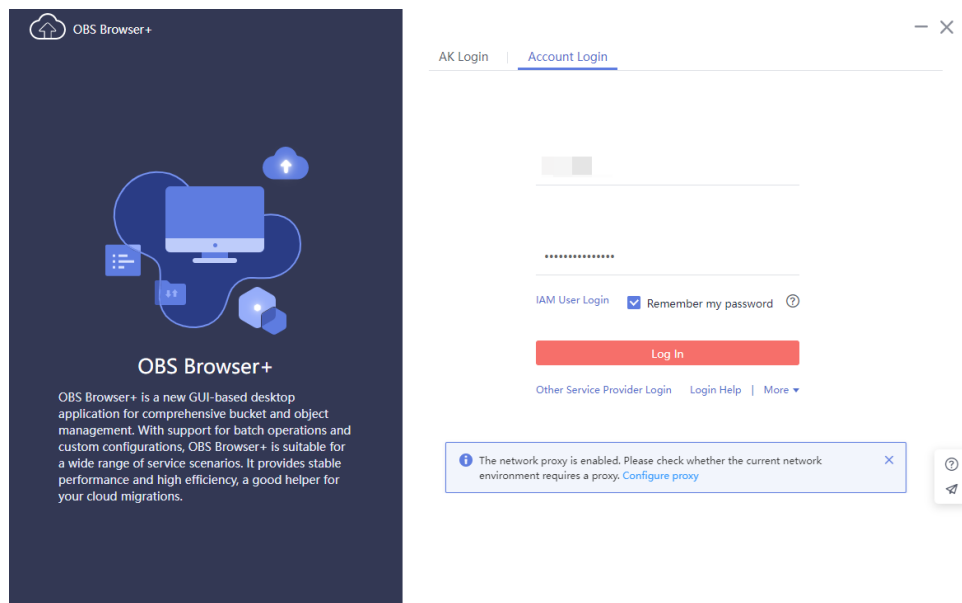 OBS Browser+
AK Login
Account Login
•••••••••••••••
IAM User Login
Remember my password
Log In
Other Service Provider Login
Login Help | More
The network proxy is enabled. Please check whether the current network
environment requires a proxy. Configure proxy
OBS Browser+
OBS Browser+ is a new GUI-based desktop
application for comprehensive bucket and object
management. With support for batch operations and
custom configurations, OBS Browser+ is suitable for
a wide range of service scenarios. It provides stable
performance and high efficiency, a good helper for
your cloud migrations.